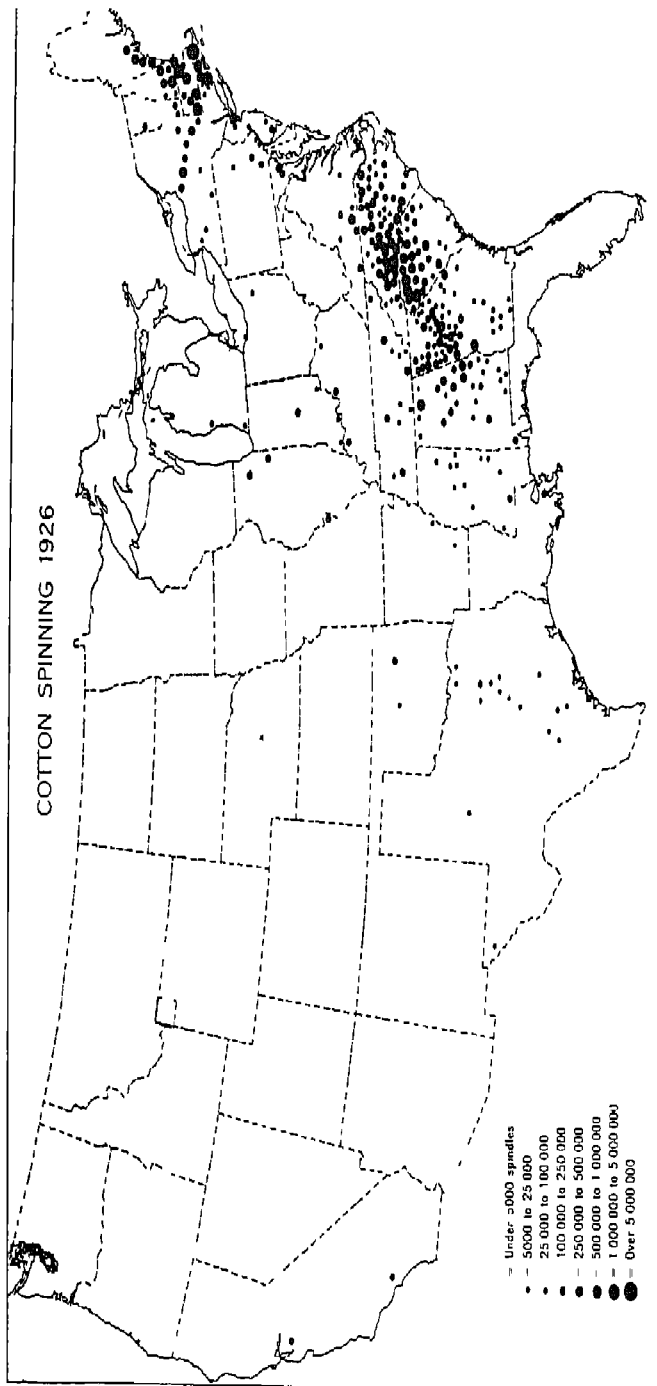 COTTON SPINNING 1926
= Under 5000 spindles
= 5000 to 25 000
= 25 000 to 100 000
= 100 000 to 250 000
= 250 000 to 500 000
= 500 000 to 1 000 000
= 1 000 000 to 5 000 000
= Over 5 000 000